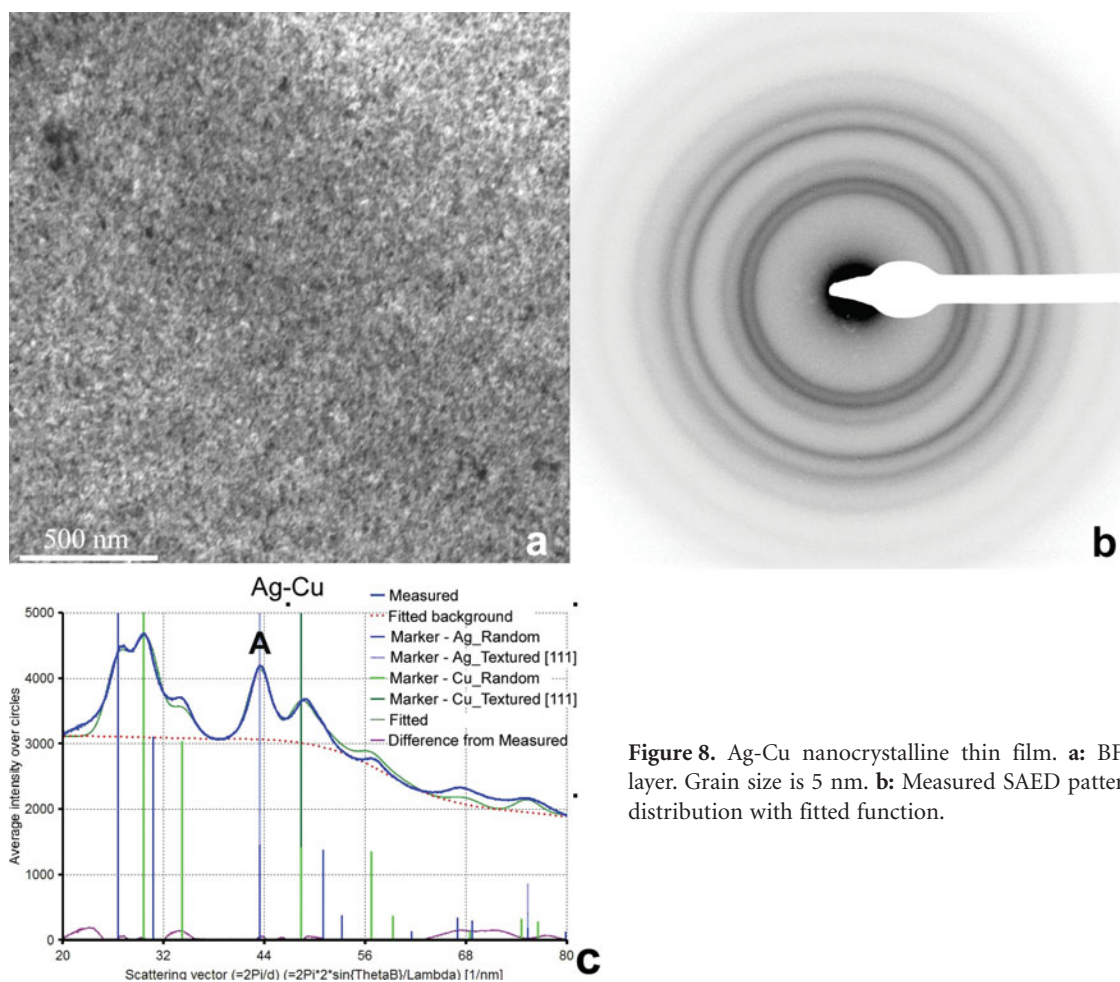 500 nm
a
b
Ag-Cu
5000
4000
3000
2000
1000
0
Average intensity over circles
A
Measured
Fitted background
Marker - Ag_Random
Marker - Ag_Textured [111]
Marker - Cu_Random
Marker - Cu_Textured [111]
Fitted
Difference from Measured
20 32 44 56 68 80
Scattering vector (=2Pi/d) (=2Pi*2*sin{ThetaB}/Lambda) [1/nm]
c
Figure 8. Ag-Cu nanocrystalline thin film. a: BF
layer. Grain size is 5 nm. b: Measured SAED patter
distribution with fitted function.